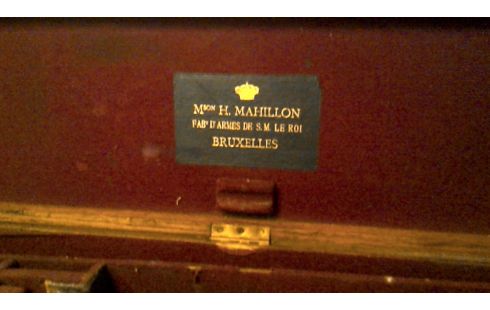 Mson H. MAHILLON
FABt D'ARMES DE S.M. LE ROI
BRUXELLES